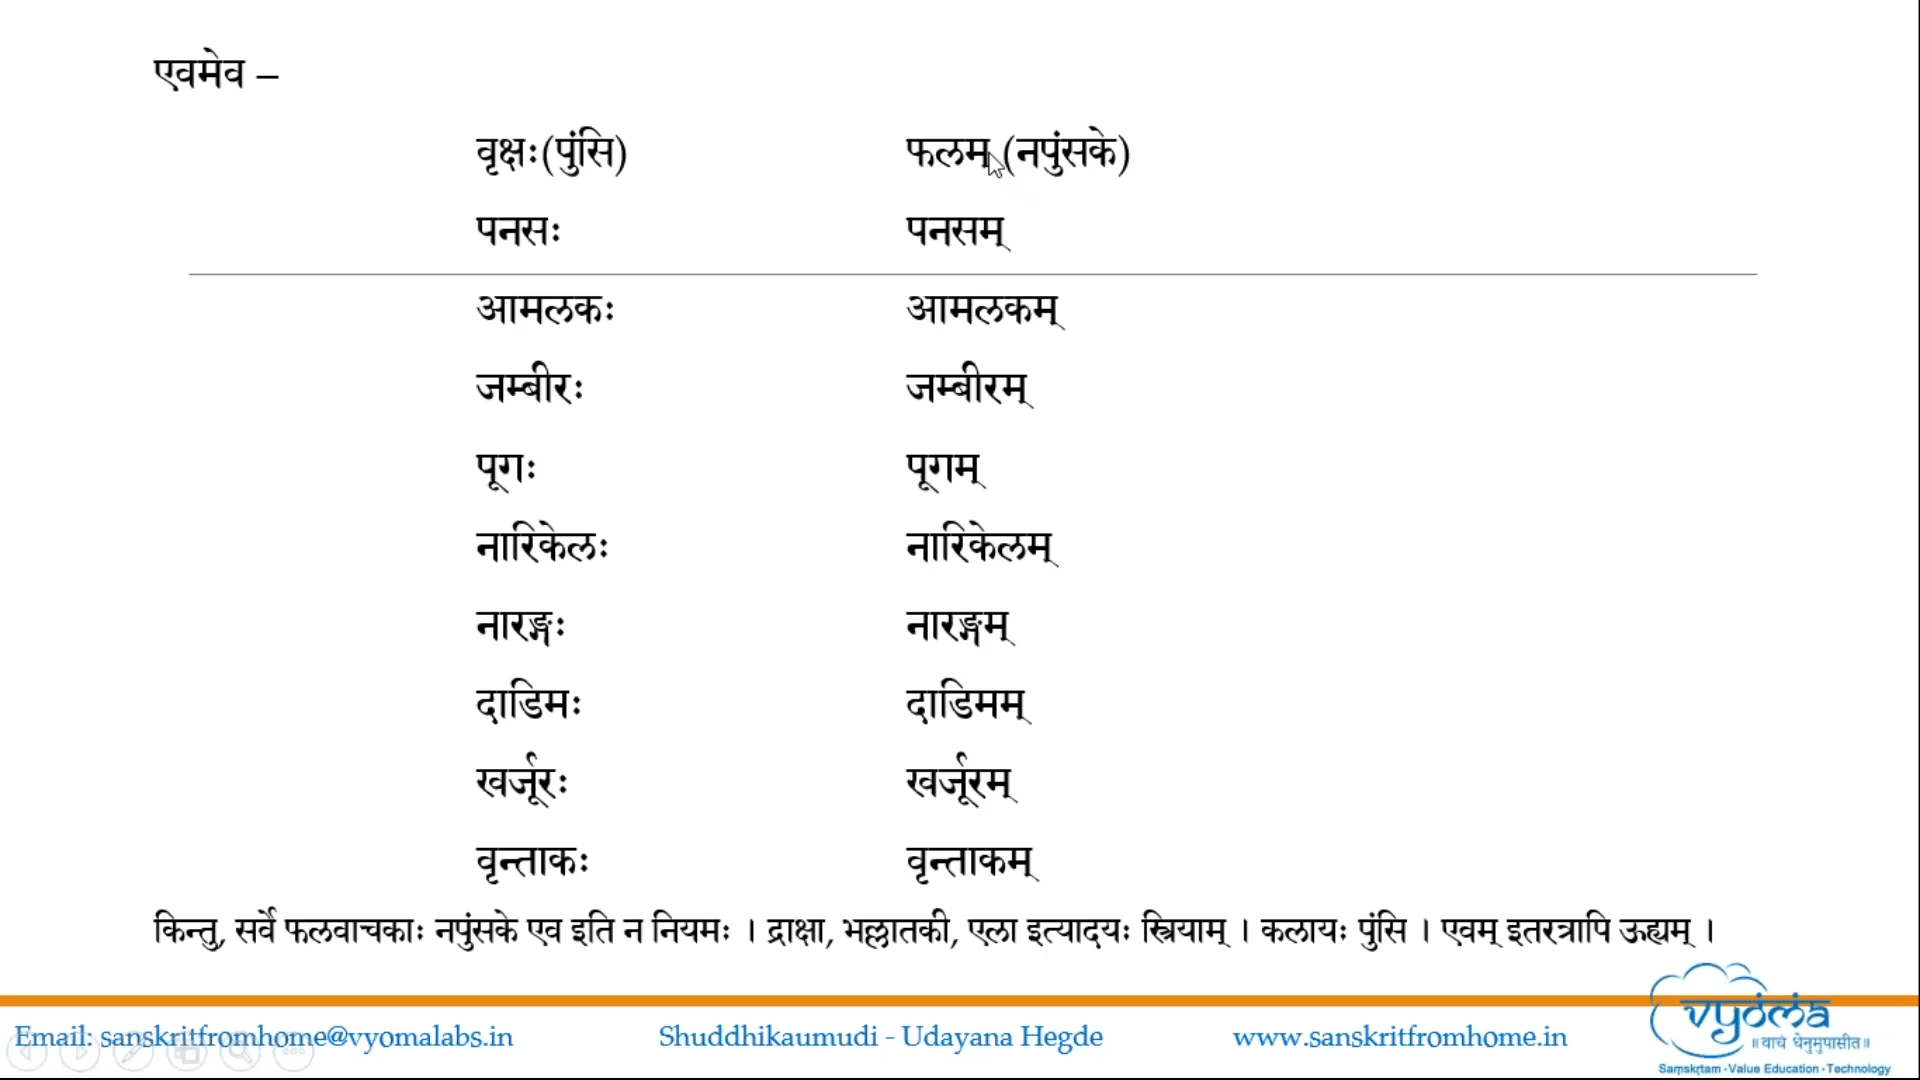 एवमेव –
वृक्षः(पुंसि) फलम् (नपुंसके)
पनसः पनसम्
आमलकः आमलकम्
जम्बीरः जम्बीरम्
पूगः पूगम्
नारिकेलः नारिकेलम्
नारङ्गः नारङ्गम्
दाडिमः दाडिमम्
खर्जूरः खर्जूरम्
वृन्ताकः वृन्ताकम्
किन्तु, सर्वे फलवाचकाः नपुंसके एव इति न नियमः । द्राक्षा, भल्लातकी, एला इत्यादयः स्त्रियाम् । कलायः पुंसि । एवम् इतरत्रापि ऊह्यम् ।
Email: sanskritfromhome@vyomalabs.in Shuddhikaumudi - Udayana Hegde www.sanskritfromhome.in
vyoma
॥ वाचं धेनुमुपासीत ॥
Saṃskṛtam · Value Education · Technology